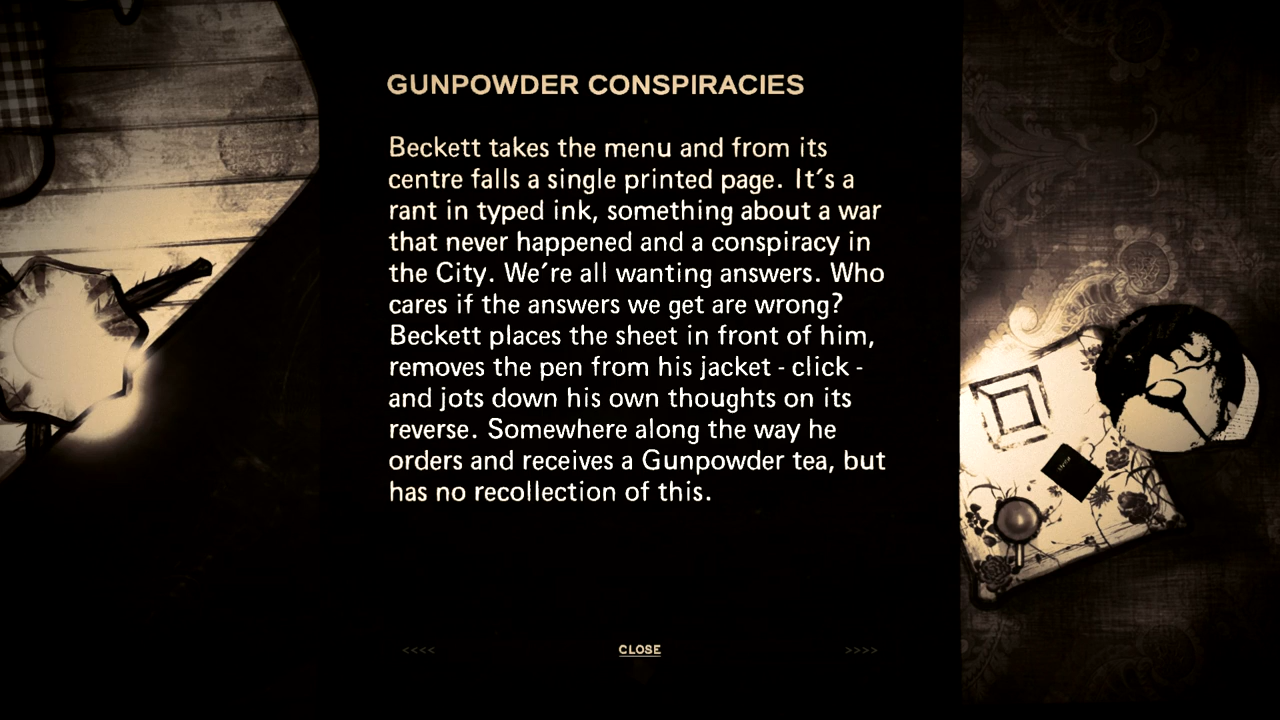 GUNPOWDER CONSPIRACIES
Beckett takes the menu and from its
centre falls a single printed page. It's a
rant in typed ink, something about a war
that never happened and a conspiracy in
the City. We're all wanting answers. Who
cares if the answers we get are wrong?
Beckett places the sheet in front of him,
removes the pen from his jacket - click -
and jots down his own thoughts on its
reverse. Somewhere along the way he
orders and receives a Gunpowder tea, but
has no recollection of this.
<<<< CLOSE >>>>